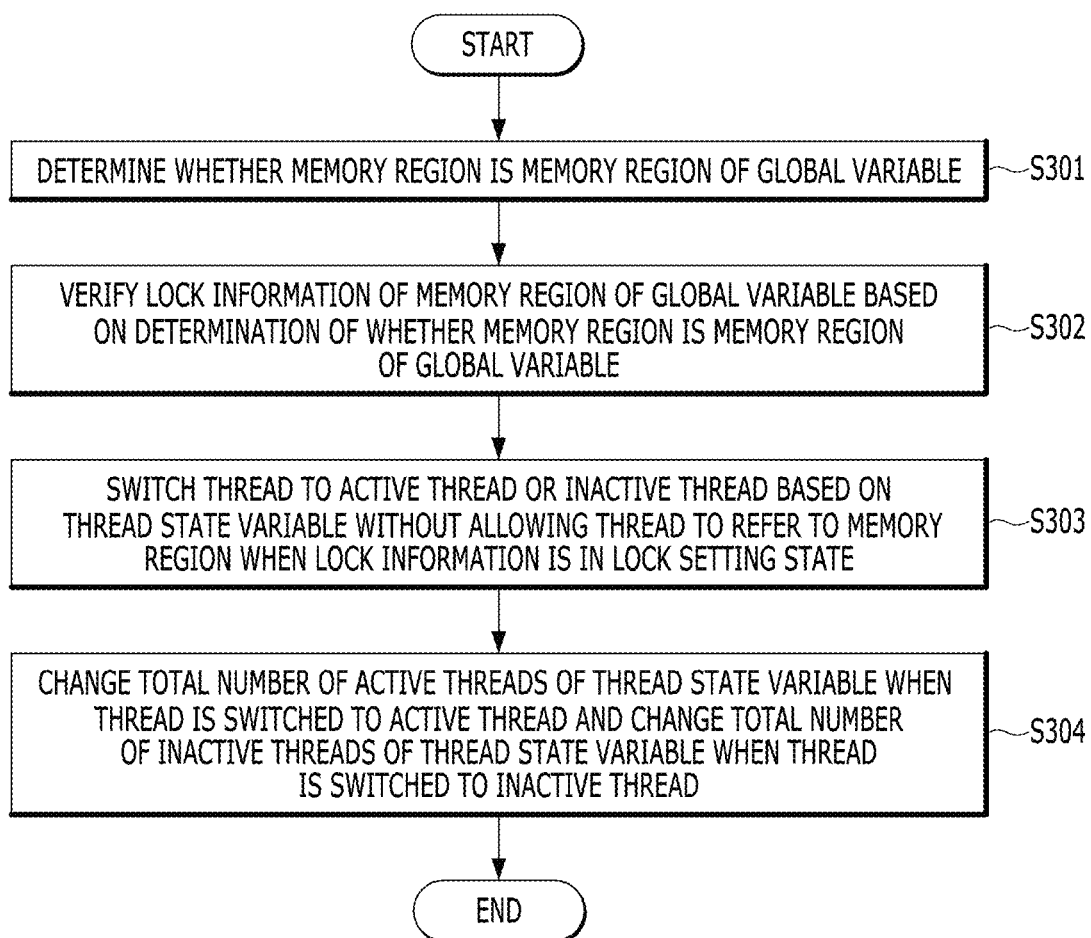 START
DETERMINE WHETHER MEMORY REGION IS MEMORY REGION OF GLOBAL VARIABLE
S301
VERIFY LOCK INFORMATION OF MEMORY REGION OF GLOBAL VARIABLE BASED
ON DETERMINATION OF WHETHER MEMORY REGION IS MEMORY REGION
OF GLOBAL VARIABLE
S302
SWITCH THREAD TO ACTIVE THREAD OR INACTIVE THREAD BASED ON
THREAD STATE VARIABLE WITHOUT ALLOWING THREAD TO REFER TO MEMORY
REGION WHEN LOCK INFORMATION IS IN LOCK SETTING STATE
S303
CHANGE TOTAL NUMBER OF ACTIVE THREADS OF THREAD STATE VARIABLE WHEN
THREAD IS SWITCHED TO ACTIVE THREAD AND CHANGE TOTAL NUMBER
OF INACTIVE THREADS OF THREAD STATE VARIABLE WHEN THREAD
IS SWITCHED TO INACTIVE THREAD
S304
END